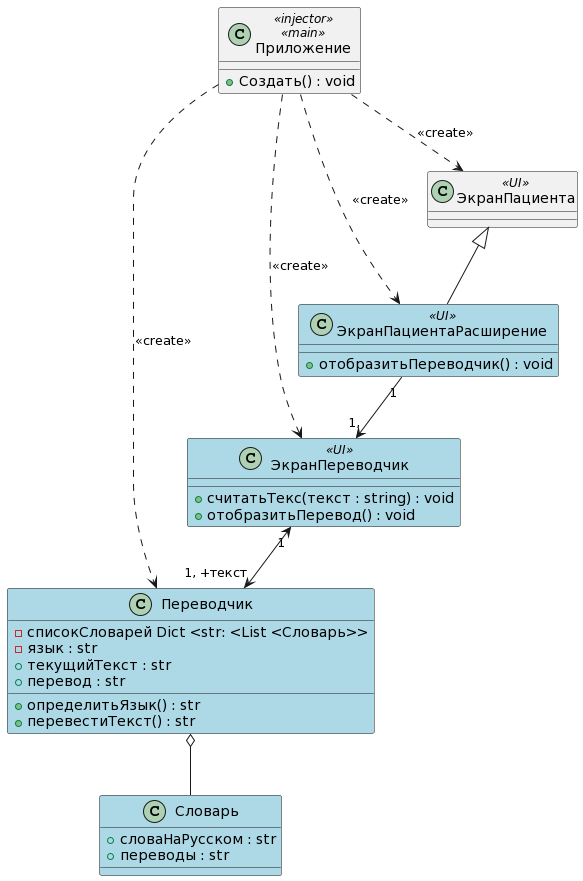 «injector»
«main»
C Приложение
Создать() : void
«create»
«UI»
C ЭкранПациента
«create»
«create»
«UI»
C ЭкранПациентаРасширение
отобразитьПереводчик() : void
«create»
1
1,
«UI»
C ЭкранПереводчик
считатьТекс(текст : string) : void
отобразитьПеревод() : void
1
1, +текст
C Переводчик
списокСловарей Dict <str: <List <Словарь>>
язык : str
текущийТекст : str
перевод : str
определитьЯзык() : str
перевестиТекст() : str
C Словарь
словаНаРусском : str
переводы : str